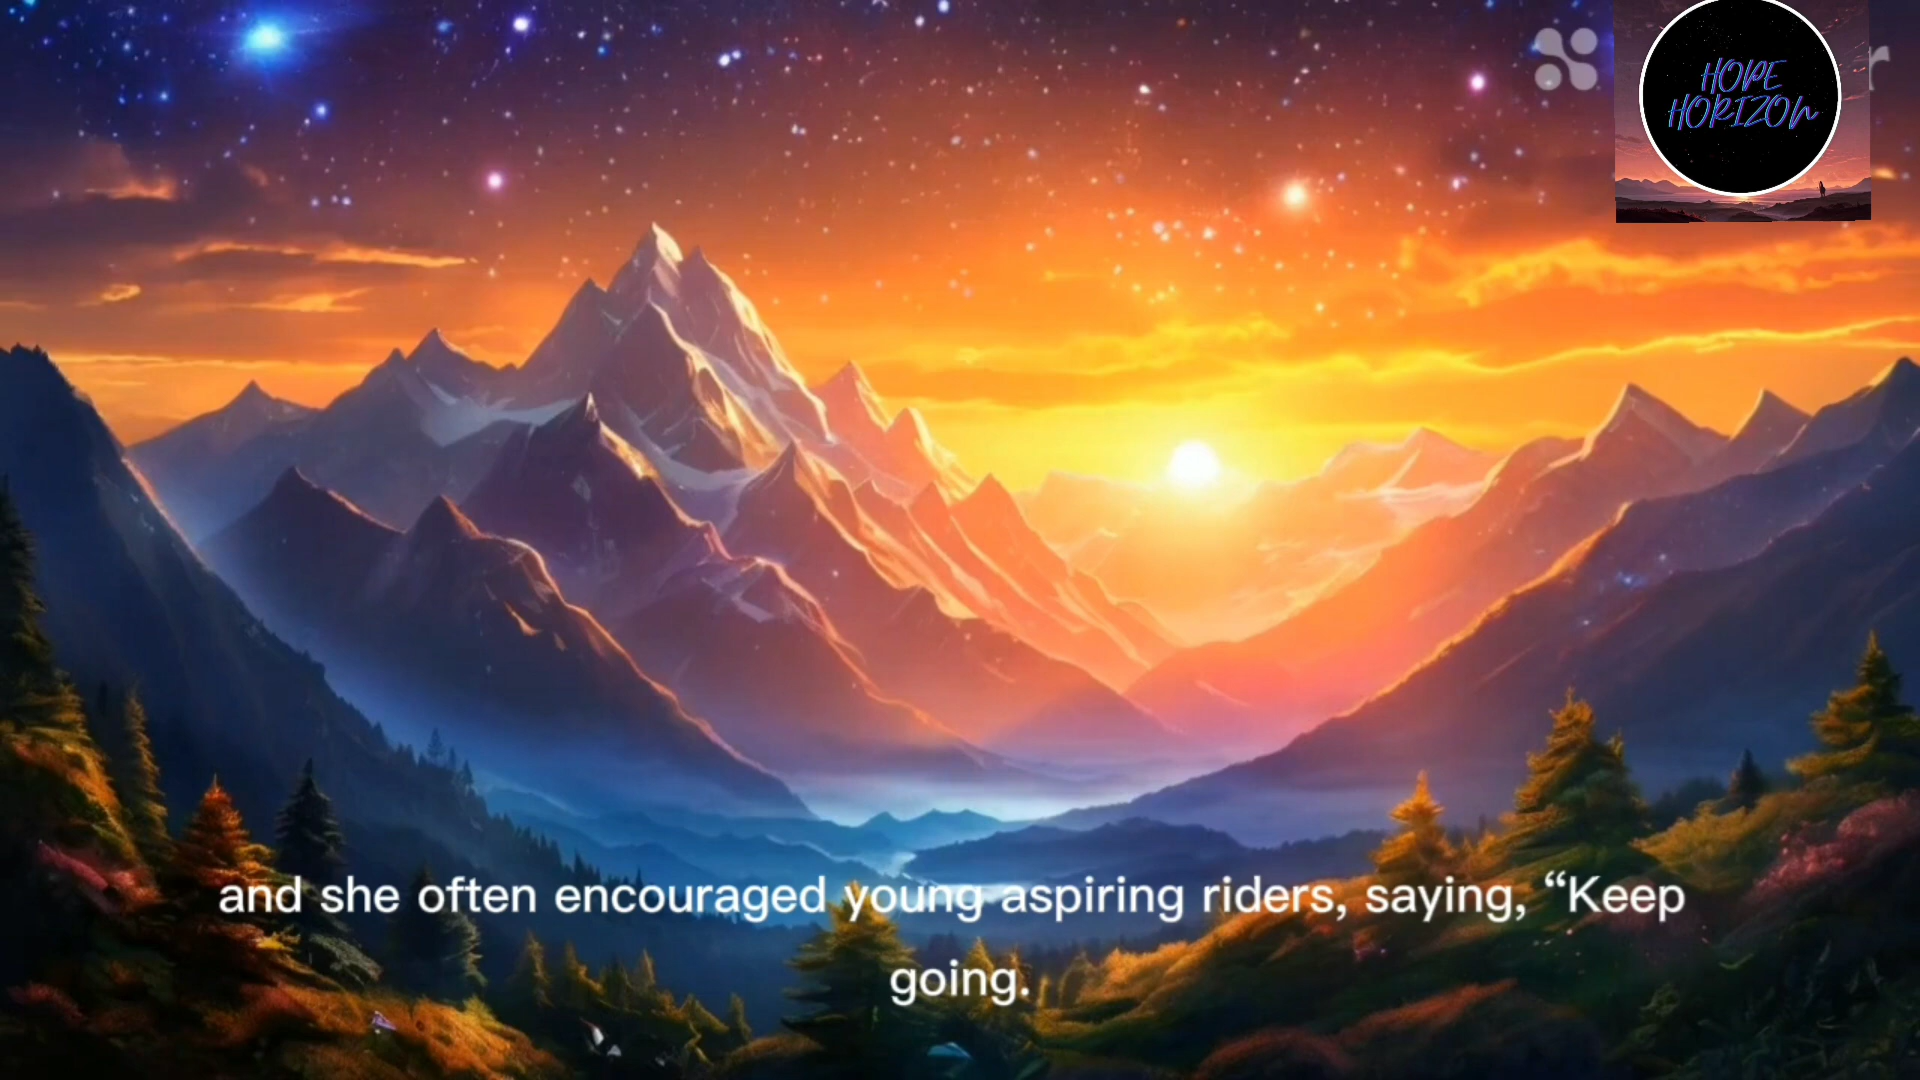 HOPE
HORIZON
and she often encouraged young aspiring riders, saying, “Keep
going.